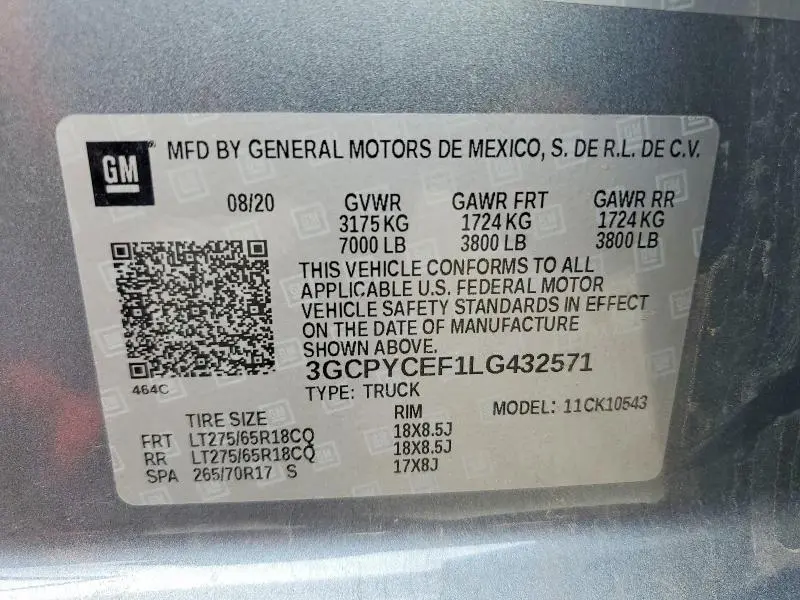 GM MFD BY GENERAL MOTORS DE MEXICO, S. DE R.L. DE C.V.
08/20 GVWR GAWR FRT GAWR RR
3175 KG 1724 KG 1724 KG
7000 LB 3800 LB 3800 LB
THIS VEHICLE CONFORMS TO ALL
APPLICABLE U.S. FEDERAL MOTOR
VEHICLE SAFETY STANDARDS IN EFFECT
ON THE DATE OF MANUFACTURE
SHOWN ABOVE.
3GCPYCEF1LG432571
464C
TYPE: TRUCK
TIRE SIZE RIM MODEL: 11CK10543
FRT LT275/65R18CQ 18X8.5J
RR LT275/65R18CQ 18X8.5J
SPA 265/70R17 S 17X8J